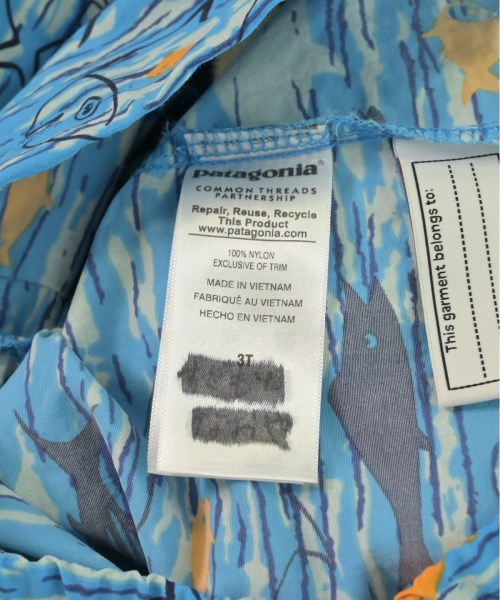 patagonia®
COMMON THREADS
PARTNERSHIP
Repair, Reuse, Recycle
This Product
www.patagonia.com
100% NYLON
EXCLUSIVE OF TRIM
MADE IN VIETNAM
FABRIQUÉ AU VIETNAM
HECHO EN VIETNAM
3T
This garment belongs to: